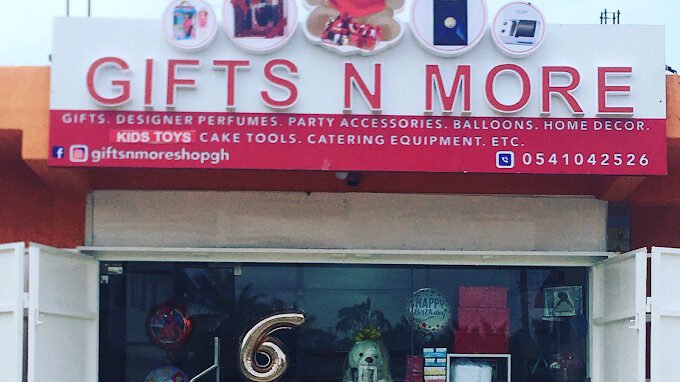 GIFTS N MORE
GIFTS. DESIGNER PERFUMES. PARTY ACCESSORIES. BALLOONS. HOME DECOR.
KIDS TOYS CAKE TOOLS. CATERING EQUIPMENT. ETC.
giftsnmoreshopgh 0541042526
6
HAPPY
Birthday